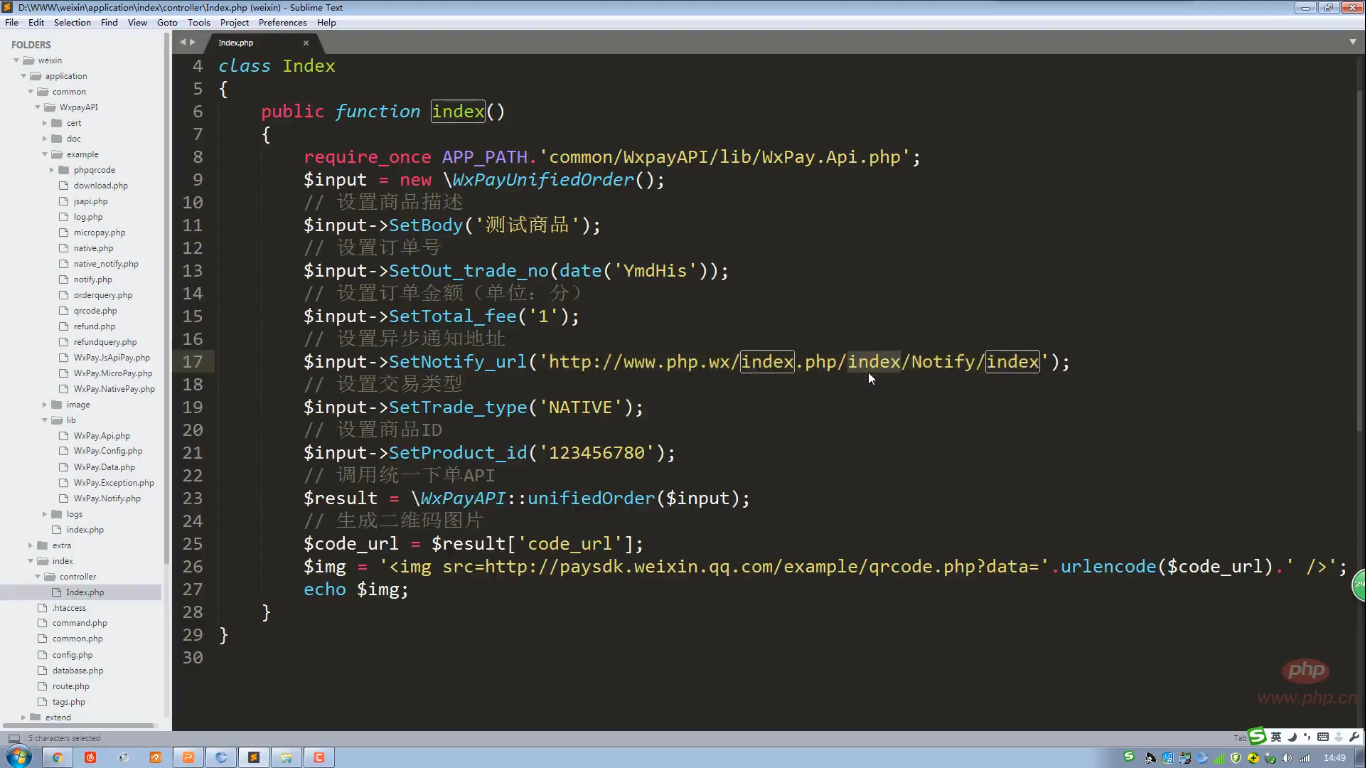 D:\WWW\weixin\application\index\controller\Index.php (weixin) - Sublime Text
File Edit Selection Find View Goto Tools Project Preferences Help
FOLDERS
weixin
application
common
WxpayAPI
cert
doc
example
phpqrcode
download.php
jsapi.php
log.php
micropay.php
native.php
native_notify.php
notify.php
orderquery.php
qrcode.php
refund.php
refundquery.php
WxPay.JsApiPay.php
WxPay.MicroPay.php
WxPay.NativePay.php
image
lib
WxPay.Api.php
WxPay.Config.php
WxPay.Data.php
WxPay.Exception.php
WxPay.Notify.php
logs
index.php
extra
index
controller
Index.php
.htaccess
command.php
common.php
config.php
database.php
route.php
tags.php
extend
Index.php
4 class Index
5 {
6 public function index()
7 {
8 require_once APP_PATH.'common/WxpayAPI/lib/WxPay.Api.php';
9 $input = new \WxPayUnifiedOrder();
10 // 设置商品描述
11 $input->SetBody('测试商品');
12 // 设置订单号
13 $input->SetOut_trade_no(date('YmdHis'));
14 // 设置订单金额（单位：分）
15 $input->SetTotal_fee('1');
16 // 设置异步通知地址
17 $input->SetNotify_url('http://www.php.wx/index.php/index/Notify/index');
18 // 设置交易类型
19 $input->SetTrade_type('NATIVE');
20 // 设置商品ID
21 $input->SetProduct_id('123456780');
22 // 调用统一下单API
23 $result = \WxPayAPI::unifiedOrder($input);
24 // 生成二维码图片
25 $code_url = $result['code_url'];
26 $img = '<img src=http://paysdk.weixin.qq.com/example/qrcode.php?data='.urlencode($code_url).' />';
27 echo $img;
28 }
29 }
30
php
www.php.cn
5 characters selected
Tab
英
14:49